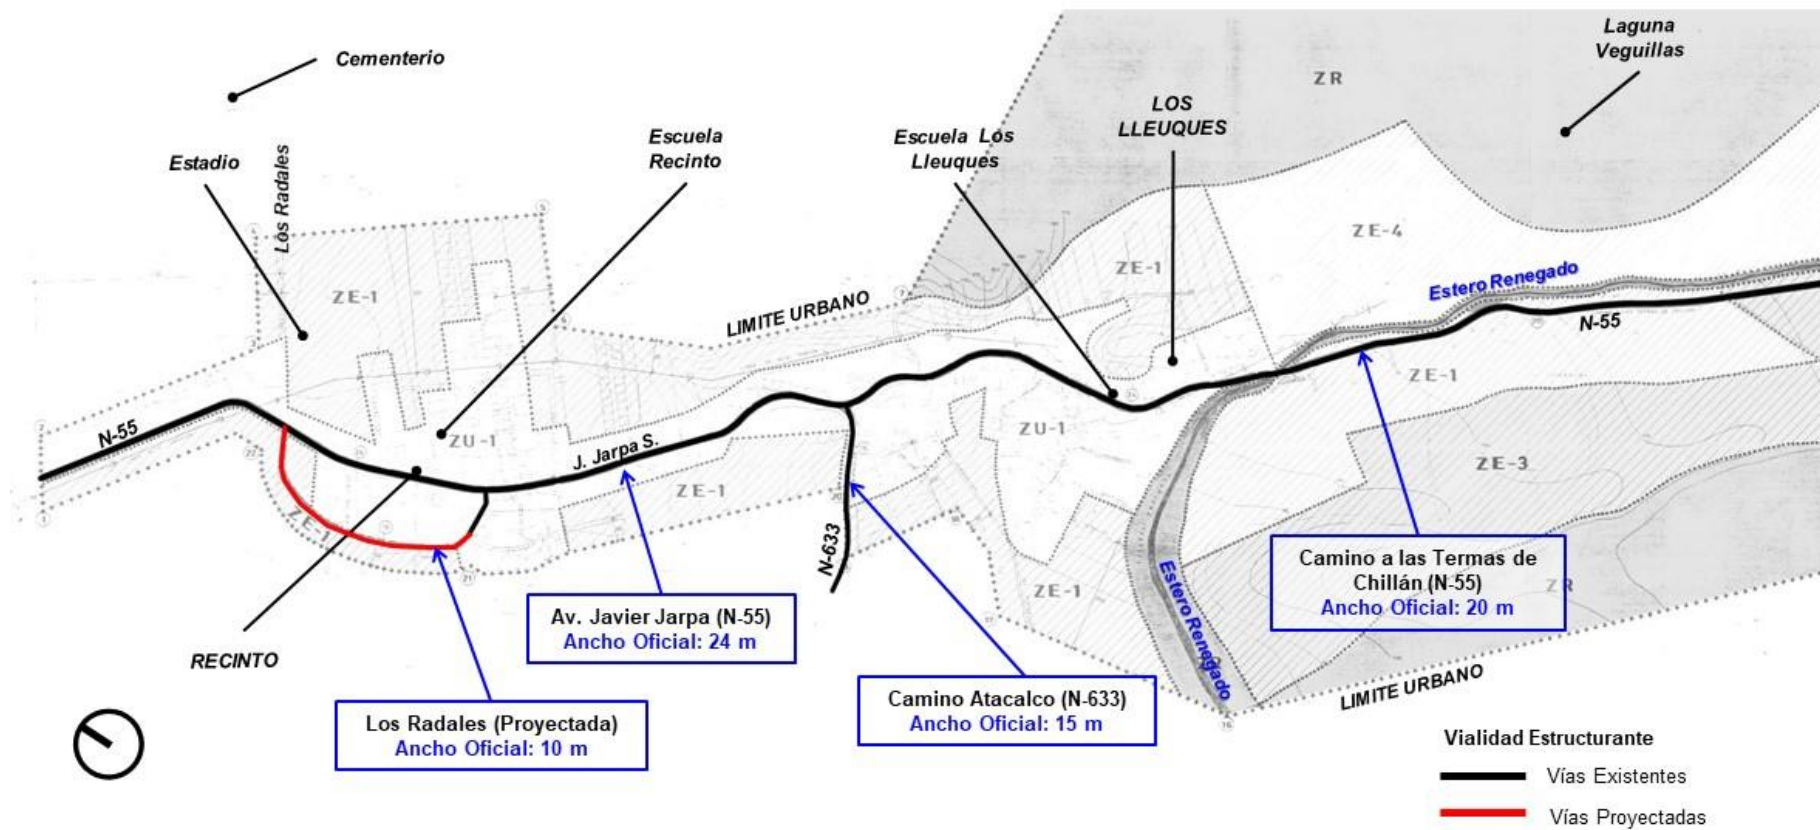 Cementerio
Laguna
Veguillas
ZR
LOS
LLEUQUES
Escuela
Recinto
Escuela Los
Lleuques
Estadio
Los Radales
ZE-1
ZE-4
ZE-1
Estero Renegado
LIMITE URBANO
N-55
ZE-1
N-55
ZU-1
J. Jarpa S.
ZU-1
ZE-3
ZE-1
ZE-1
N-633
ZE-1
Estero Renegado
ZR
Camino a las Termas de
Chillán (N-55)
Ancho Oficial: 20 m
Av. Javier Jarpa (N-55)
Ancho Oficial: 24 m
RECINTO
Camino Atacalco (N-633)
Ancho Oficial: 15 m
LIMITE URBANO
Los Radales (Proyectada)
Ancho Oficial: 10 m
Vialidad Estructurante
Vías Existentes
Vías Proyectadas